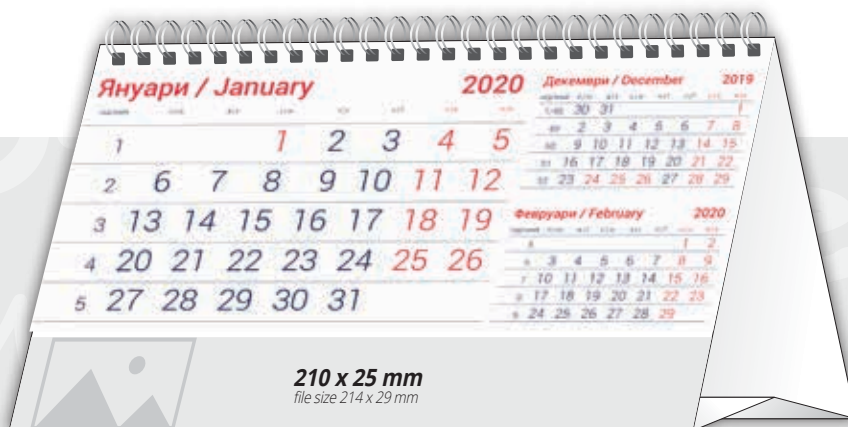 Януари / January 2020
1 1 2 3 4 5
2 6 7 8 9 10 11 12
3 13 14 15 16 17 18 19
4 20 21 22 23 24 25 26
5 27 28 29 30 31
Декември / December 2019
30 31 1
2 3 4 5 6 7 8
9 10 11 12 13 14 15
16 17 18 19 20 21 22
23 24 25 26 27 28 29
Февруари / February 2020
1 2
3 4 5 6 7 8 9
10 11 12 13 14 15 16
17 18 19 20 21 22 23
24 25 26 27 28 29
210 x 25 mm
file size 214 x 29 mm